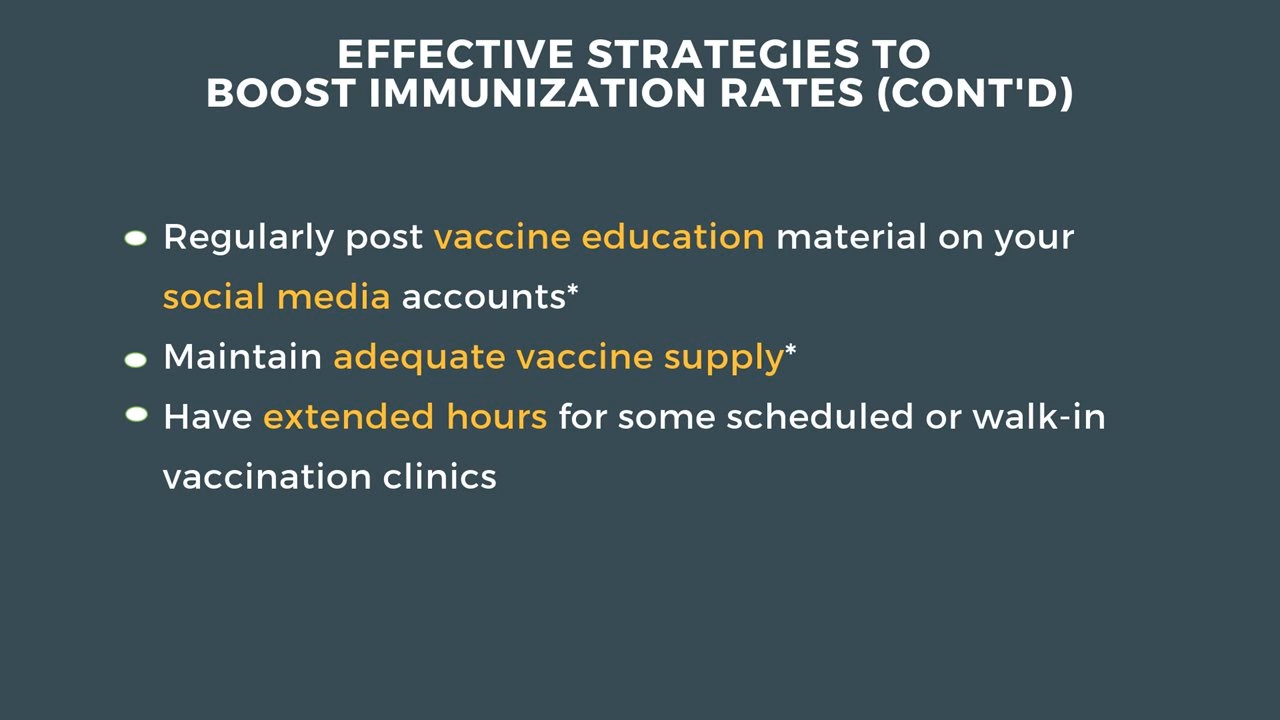 EFFECTIVE STRATEGIES TO
BOOST IMMUNIZATION RATES (CONT'D)
Regularly post vaccine education material on your
social media accounts*
Maintain adequate vaccine supply*
Have extended hours for some scheduled or walk-in
vaccination clinics